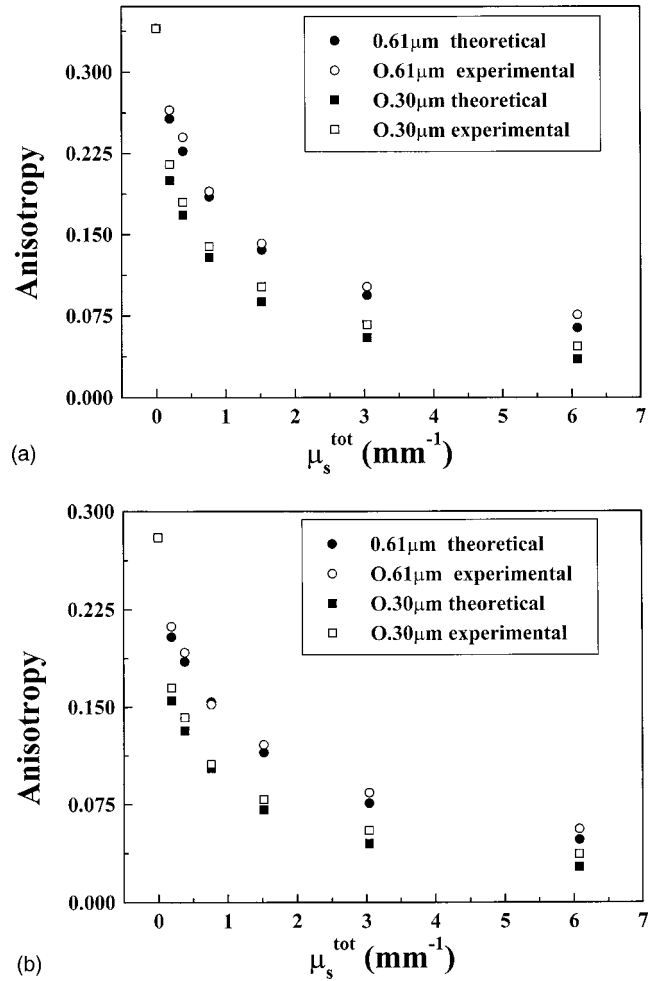 0.61μm theoretical
O.61μm experimental
O.30μm theoretical
O.30μm experimental
0.300
0.225
0.150
0.075
0.000
Anisotropy
0 1 2 3 4 5 6 7
μs^tot (mm^-1)
(a)
0.61μm theoretical
O.61μm experimental
O.30μm theoretical
O.30μm experimental
0.300
0.225
0.150
0.075
0.000
Anisotropy
0 1 2 3 4 5 6 7
μs^tot (mm^-1)
(b)